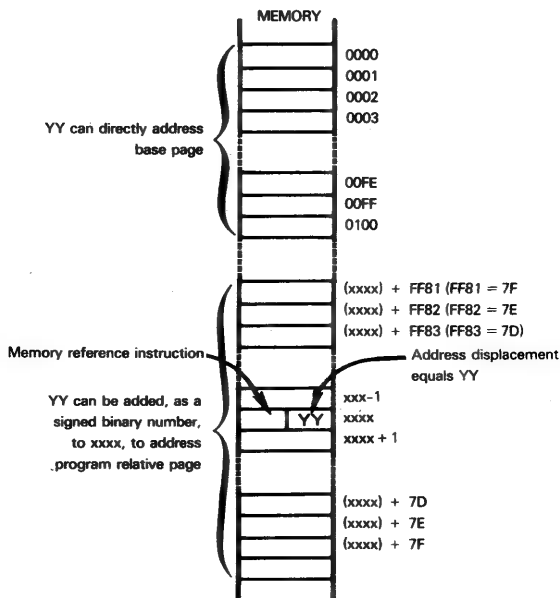 MEMORY
0000
0001
0002
0003
YY can directly address
base page
00FE
00FF
0100
(xxxx) + FF81 (FF81 = 7F
(xxxx) + FF82 (FF82 = 7E
(xxxx) + FF83 (FF83 = 7D)
Memory reference instruction
Address displacement
equals YY
xxx-1
YY
xxxx
xxxx + 1
YY can be added, as a
signed binary number,
to xxxx, to address
program relative page
(xxxx) + 7D
(xxxx) + 7E
(xxxx) + 7F